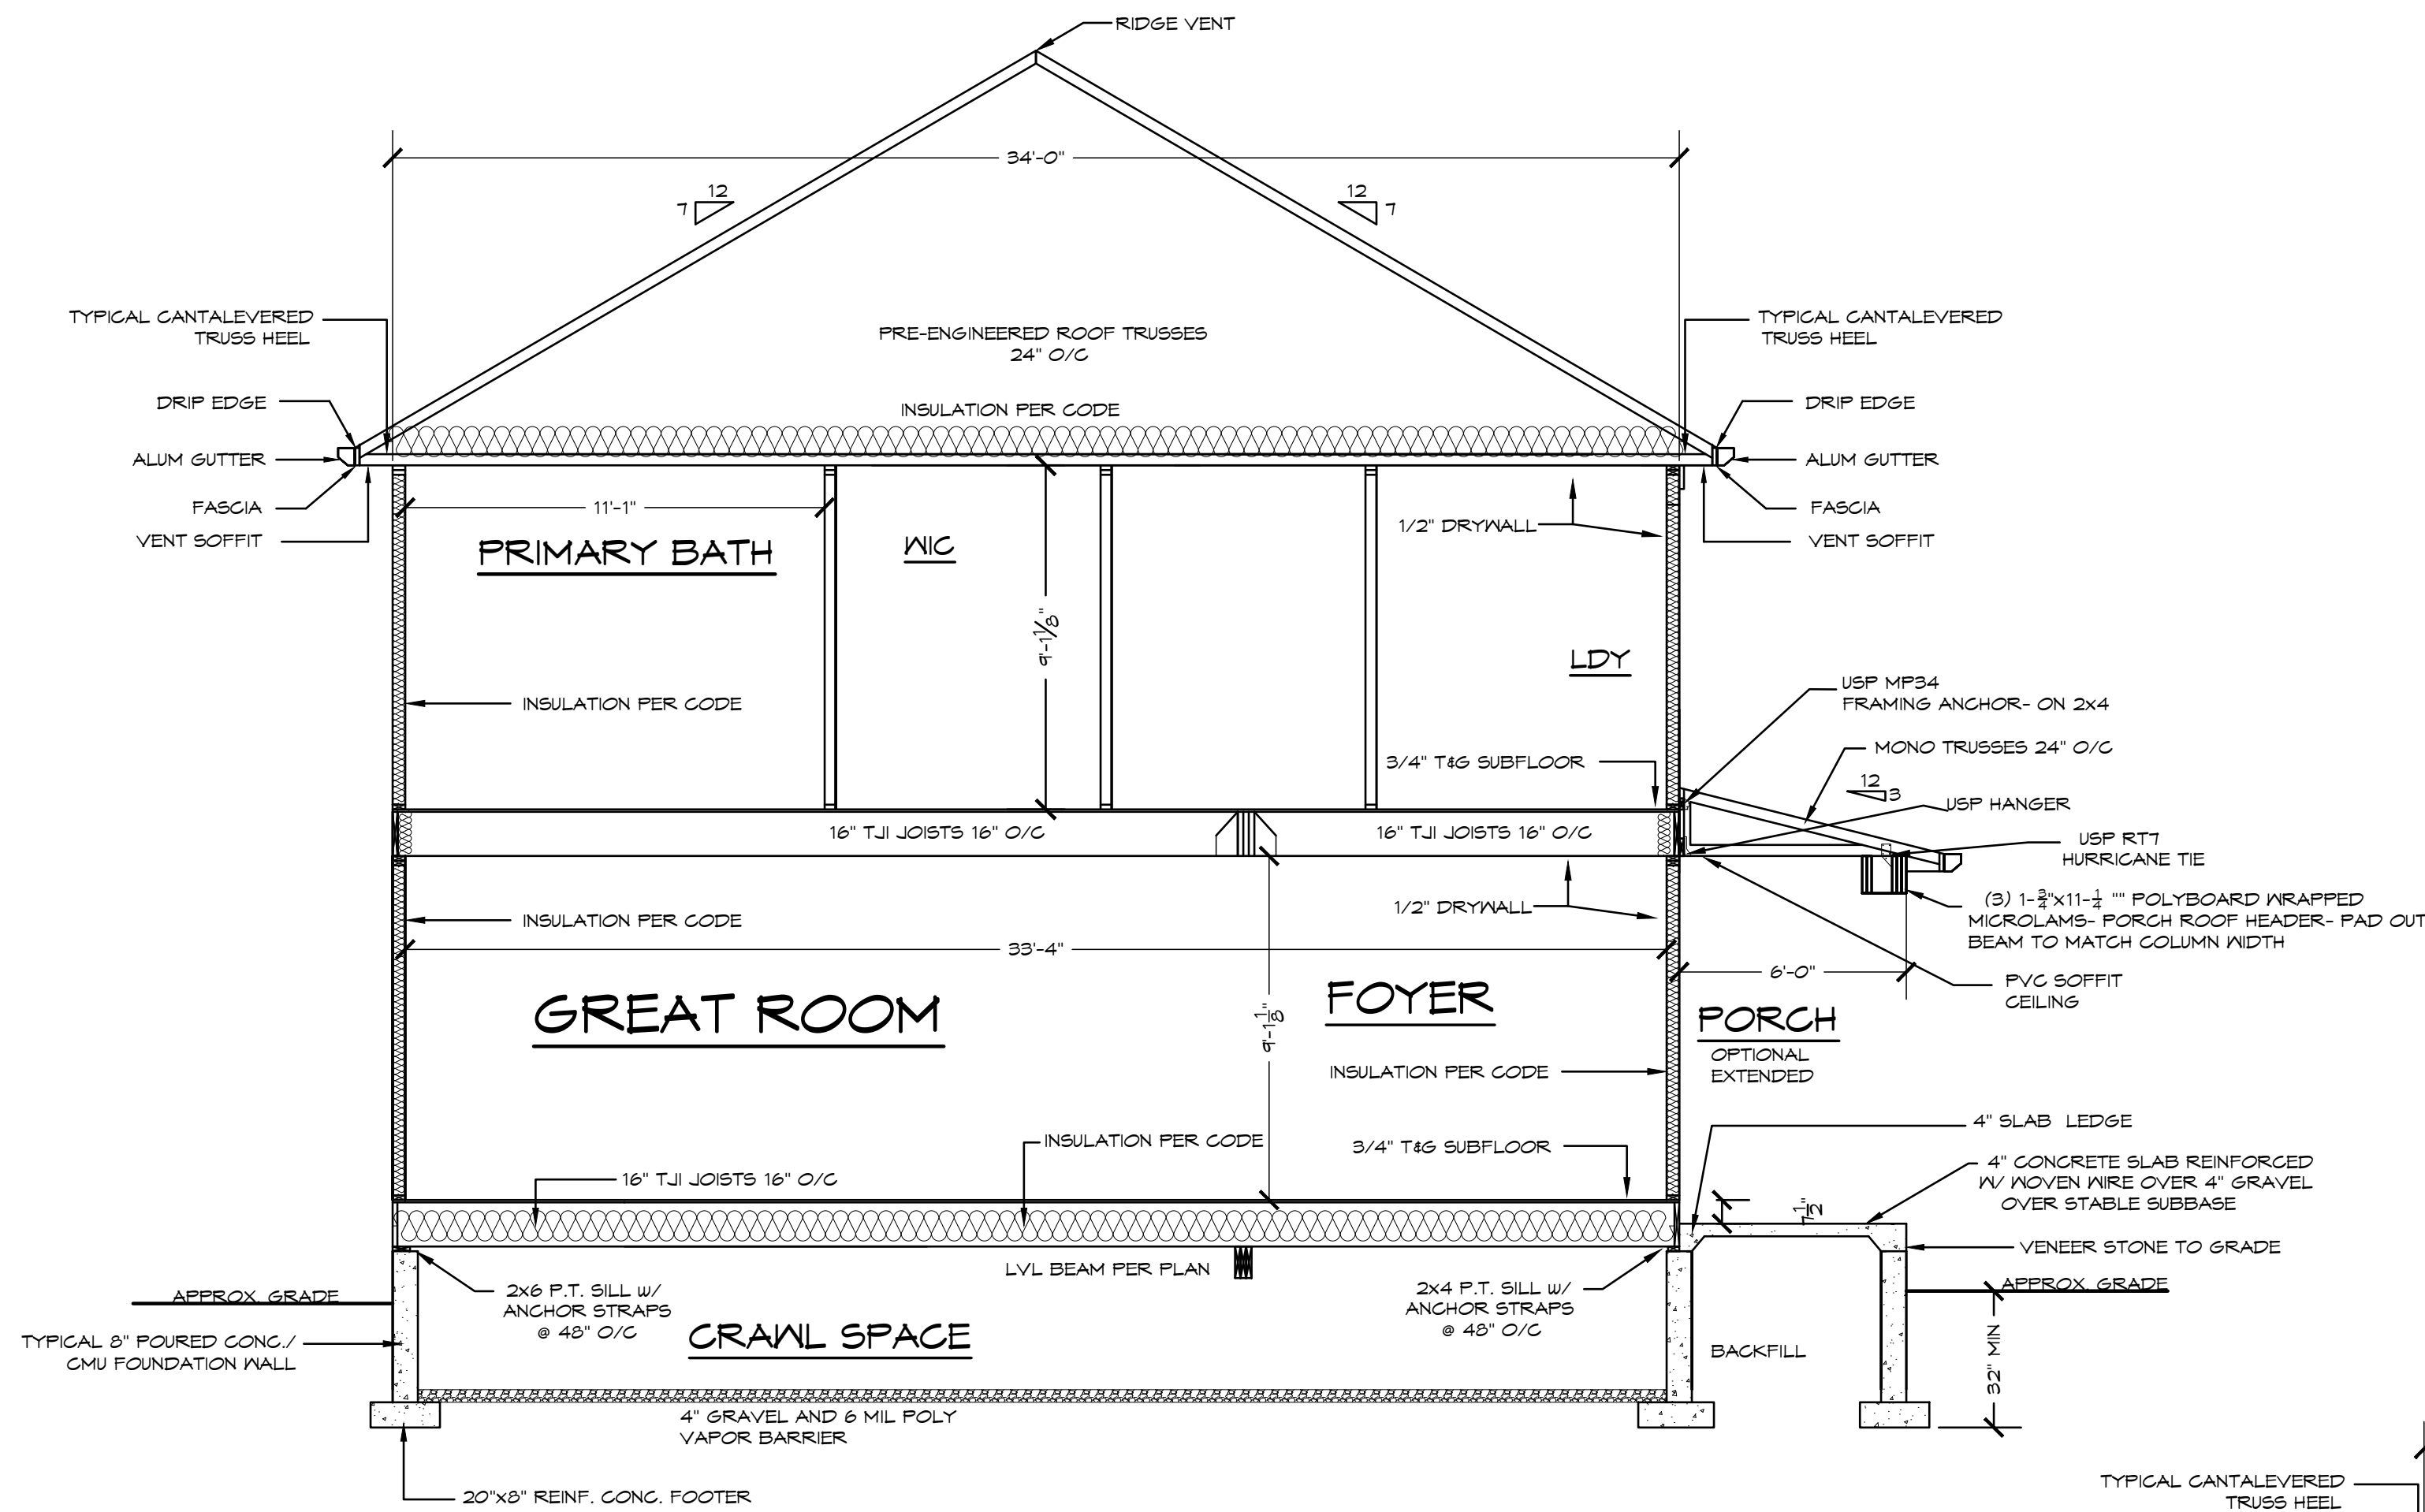 RIDGE VENT
34'-0"
12
7
12
7
TYPICAL CANTALEVERED
TRUSS HEEL
PRE-ENGINEERED ROOF TRUSSES
24" O/C
TYPICAL CANTALEVERED
TRUSS HEEL
DRIP EDGE
INSULATION PER CODE
DRIP EDGE
ALUM GUTTER
ALUM GUTTER
FASCIA
11'-1"
FASCIA
VENT SOFFIT
PRIMARY BATH
WIC
1/2" DRYWALL
VENT SOFFIT
9'-1 1/8"
LDY
INSULATION PER CODE
USP MP34
FRAMING ANCHOR- ON 2x4
3/4" T&G SUBFLOOR
MONO TRUSSES 24" O/C
12
3
USP HANGER
16" TJI JOISTS 16" O/C
16" TJI JOISTS 16" O/C
USP RT7
HURRICANE TIE
INSULATION PER CODE
1/2" DRYWALL
(3) 1-3/4"x11-1/4 "" POLYBOARD WRAPPED
MICROLAMS- PORCH ROOF HEADER- PAD OUT
BEAM TO MATCH COLUMN WIDTH
33'-4"
6'-0"
PVC SOFFIT
CEILING
GREAT ROOM
FOYER
9'-1 1/8"
PORCH
OPTIONAL
EXTENDED
INSULATION PER CODE
4" SLAB LEDGE
INSULATION PER CODE
3/4" T&G SUBFLOOR
16" TJI JOISTS 16" O/C
4" CONCRETE SLAB REINFORCED
W/ WOVEN WIRE OVER 4" GRAVEL
OVER STABLE SUBBASE
7 1/2"
VENEER STONE TO GRADE
LVL BEAM PER PLAN
APPROX. GRADE
2x6 P.T. SILL W/
ANCHOR STRAPS
@ 48" O/C
2x4 P.T. SILL W/
ANCHOR STRAPS
@ 48" O/C
APPROX. GRADE
TYPICAL 8" POURED CONC./
CMU FOUNDATION WALL
CRAWL SPACE
BACKFILL
32" MIN
4" GRAVEL AND 6 MIL POLY
VAPOR BARRIER
20"x8" REINF. CONC. FOOTER
TYPICAL CANTALEVERED
TRUSS HEEL